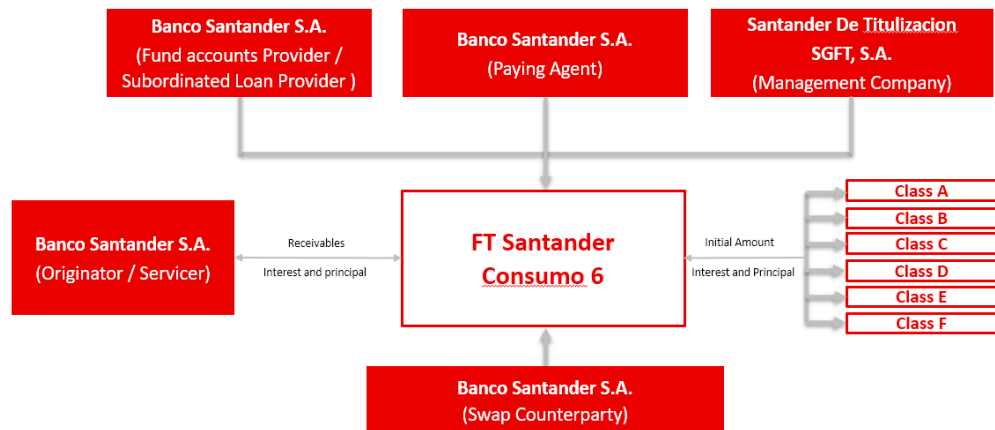 Banco Santander S.A.
(Fund accounts Provider /
Subordinated Loan Provider )
Banco Santander S.A.
(Paying Agent)
Santander De Titulizacion
SGFT, S.A.
(Management Company)
Banco Santander S.A.
(Originator / Servicer)
Receivables
Interest and principal
FT Santander
Consumo 6
Initial Amount
Interest and Principal
Class A
Class B
Class C
Class D
Class E
Class F
Banco Santander S.A.
(Swap Counterparty)